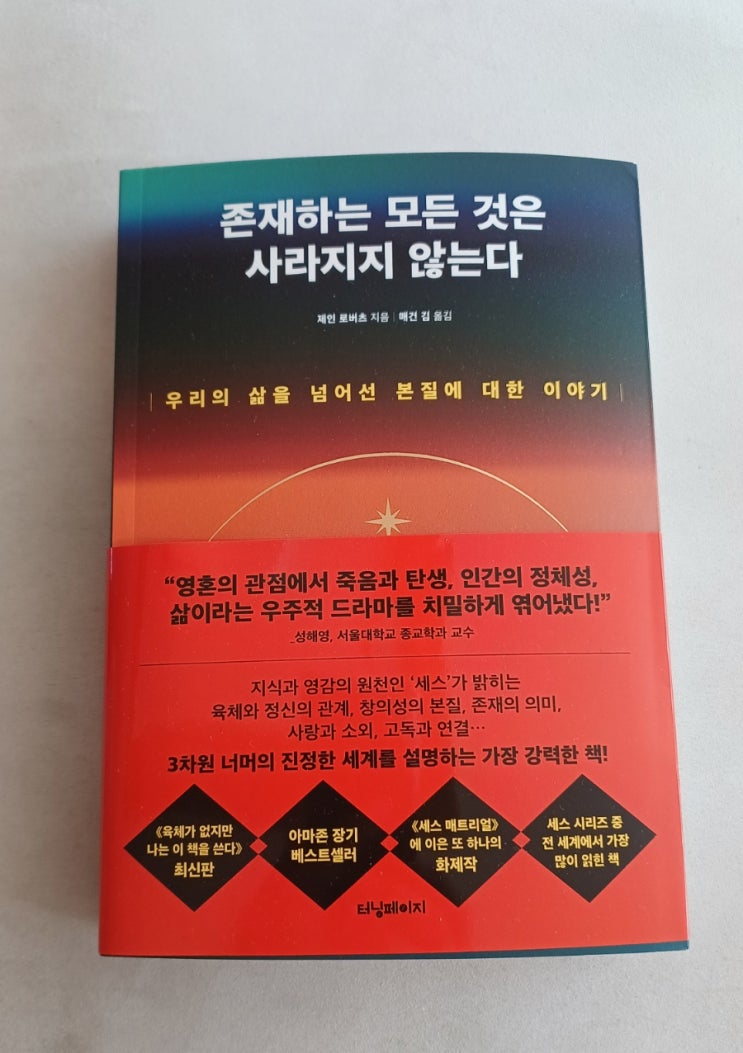 존재하는 모든 것은
사라지지 않는다
제인 로버츠 지음 | 매건 김 옮김
| 우리의 삶을 넘어선 본질에 대한 이야기 |
“영혼의 관점에서 죽음과 탄생, 인간의 정체성,
삶이라는 우주적 드라마를 치밀하게 엮어냈다!”
_성해영, 서울대학교 종교학과 교수
지식과 영감의 원천인 ‘세스’가 밝히는
육체와 정신의 관계, 창의성의 본질, 존재의 의미,
사랑과 소외, 고독과 연결…
3차원 너머의 진정한 세계를 설명하는 가장 강력한 책!
《육체가 없지만
나는 이 책을 쓴다》
최신판
아마존 장기
베스트셀러
《세스 매트리얼》
에 이은 또 하나의
화제작
세스 시리즈 중
전 세계에서 가장
많이 읽힌 책
터닝페이지